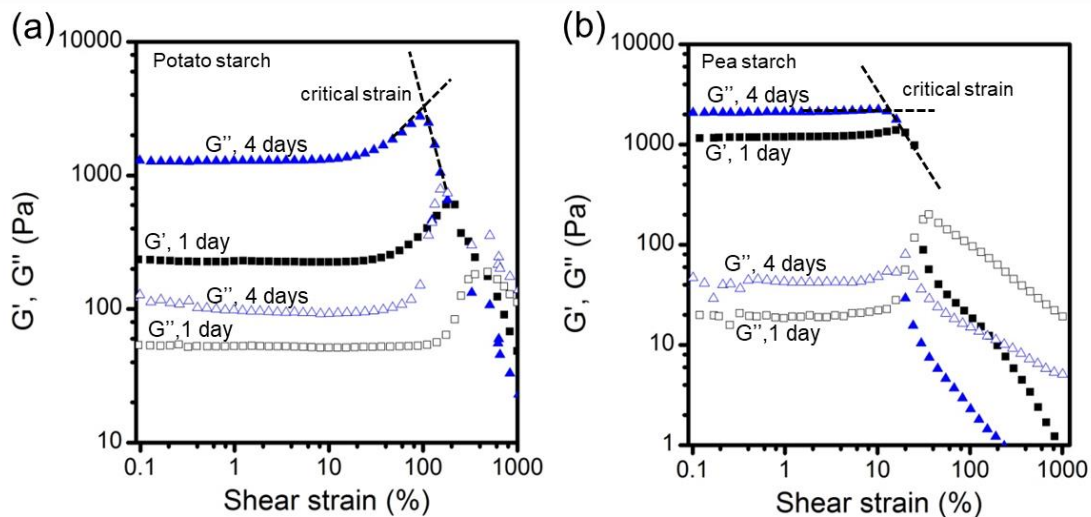 (a)
10000
1000
100
10
G', G'' (Pa)
Potato starch
critical strain
G'', 4 days
G', 1 day
G'', 4 days
G'', 1 day
0.1
1
10
100
1000
Shear strain (%)
(b)
10000
1000
100
10
1
G', G'' (Pa)
Pea starch
critical strain
G'', 4 days
G', 1 day
G'', 4 days
G'',1 day
0.1
1
10
100
1000
Shear strain (%)